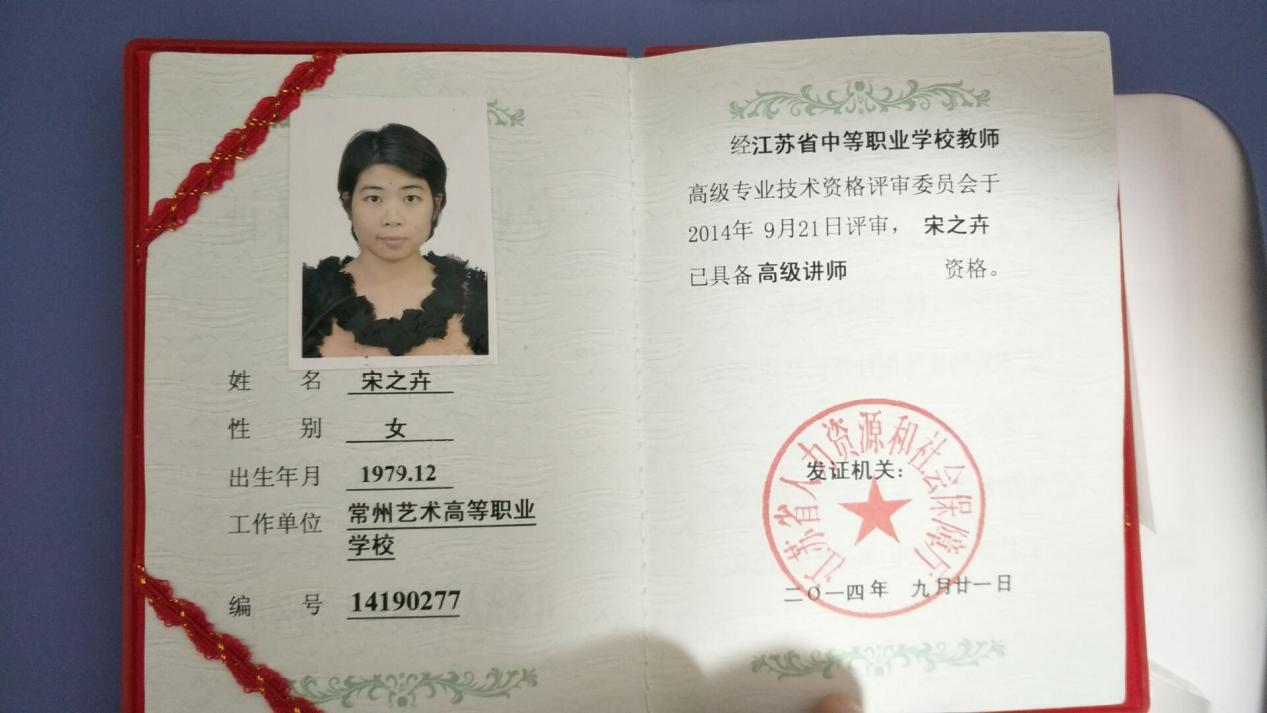 姓名 宋之卉
性别 女
出生年月 1979.12
工作单位 常州艺术高等职业
学校
编号 14190277
经江苏省中等职业学校教师
高级专业技术资格评审委员会于
2014年 9月21日评审， 宋之卉
已具备高级讲师 资格。
江苏省人力资源和社会保障厅
发证机关：
二〇一四年 九月廿一日